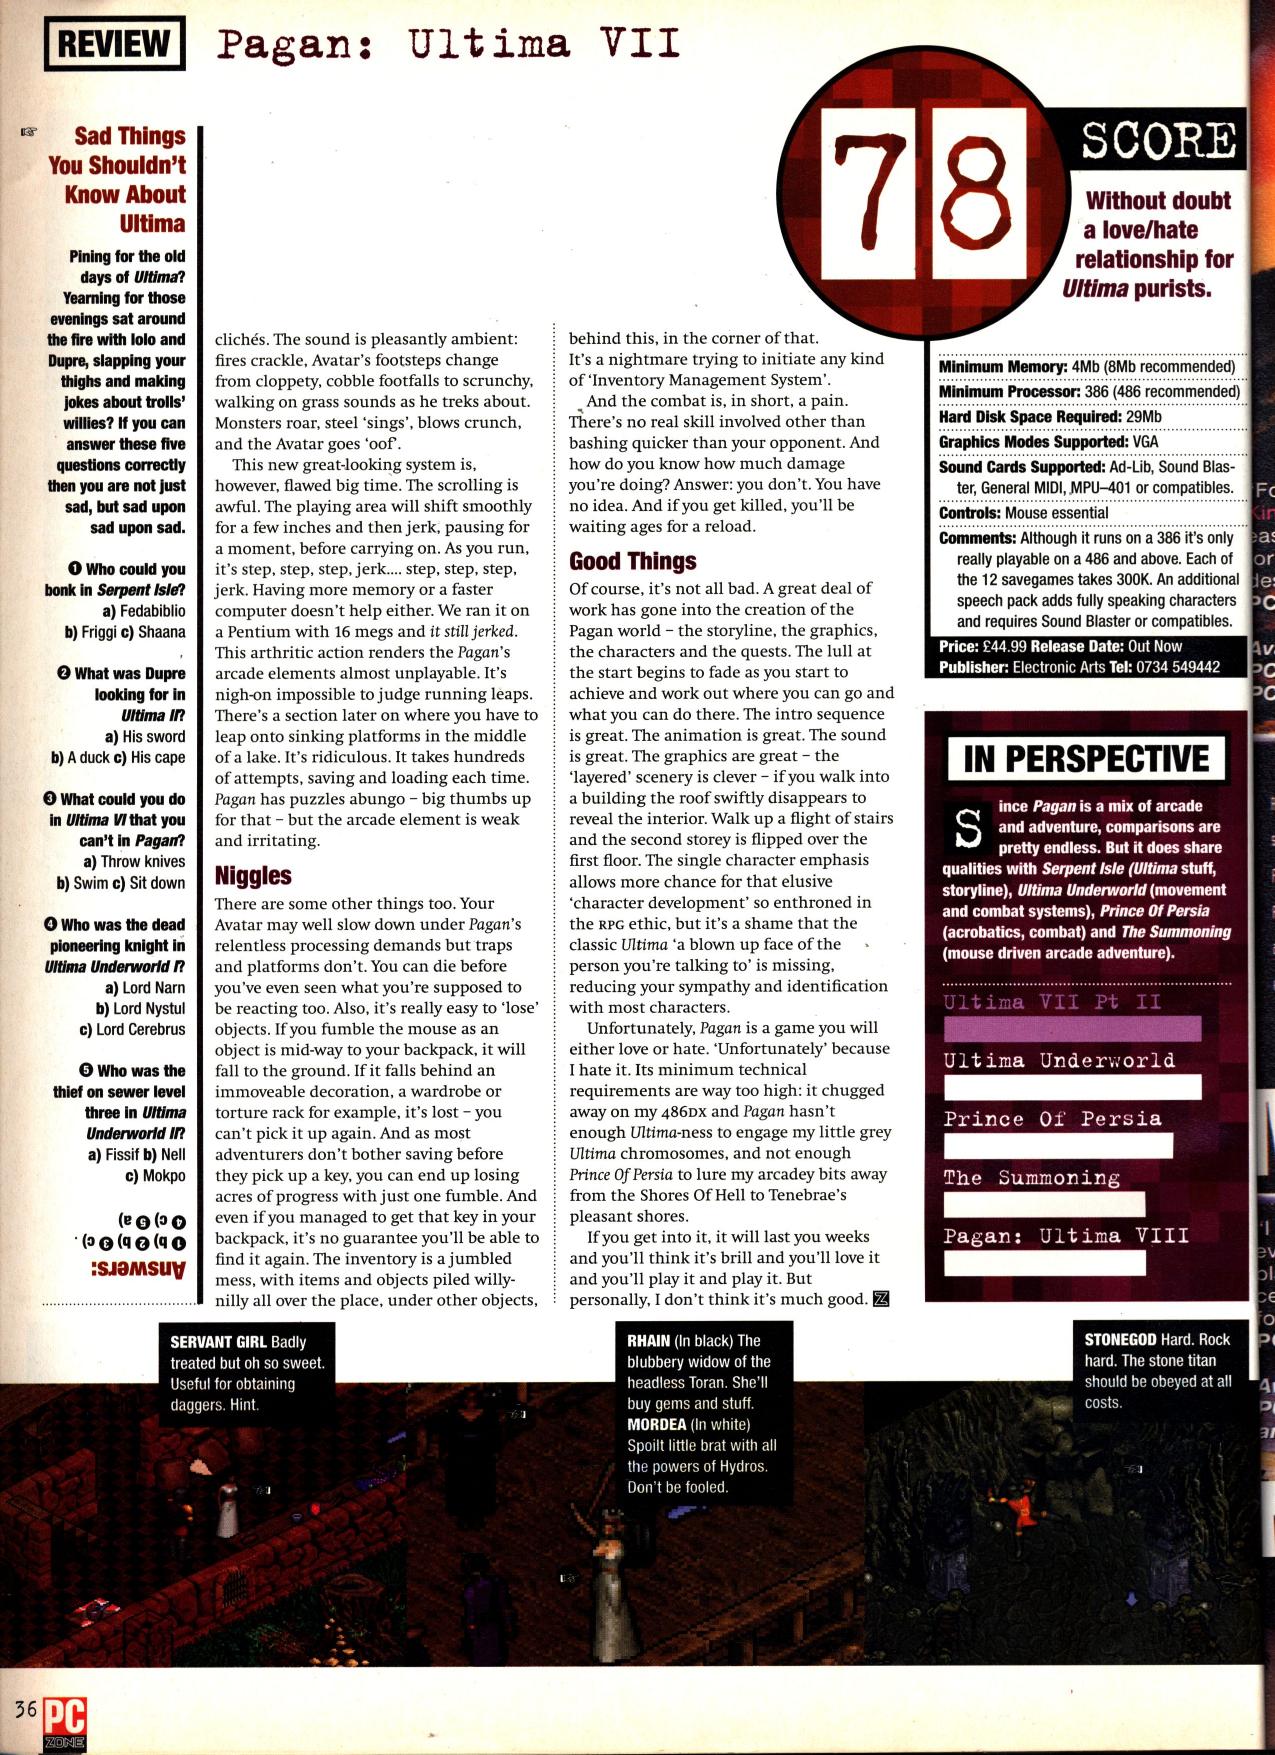 REVIEW
Pagan: Ultima VII
Sad Things
You Shouldn't
Know About
Ultima
Pining for the old
days of Ultima?
Yearning for those
evenings sat around
the fire with Iolo and
Dupre, slapping your
thighs and making
jokes about trolls'
willies? If you can
answer these five
questions correctly
then you are not just
sad, but sad upon
sad upon sad.
❶ Who could you
bonk in Serpent Isle?
a) Fedabiblio
b) Friggi c) Shaana
❷ What was Dupre
looking for in
Ultima II?
a) His sword
b) A duck c) His cape
❸ What could you do
in Ultima VI that you
can't in Pagan?
a) Throw knives
b) Swim c) Sit down
❹ Who was the dead
pioneering knight in
Ultima Underworld I?
a) Lord Narn
b) Lord Nystul
c) Lord Cerebrus
❺ Who was the
thief on sewer level
three in Ultima
Underworld II?
a) Fissif b) Nell
c) Mokpo
Answers:
❶ b) ❷ b) ❸ c)
❹ c) ❺ a)
clichés. The sound is pleasantly ambient:
fires crackle, Avatar's footsteps change
from cloppety, cobble footfalls to scrunchy,
walking on grass sounds as he treks about.
Monsters roar, steel 'sings', blows crunch,
and the Avatar goes 'oof'.
This new great-looking system is,
however, flawed big time. The scrolling is
awful. The playing area will shift smoothly
for a few inches and then jerk, pausing for
a moment, before carrying on. As you run,
it's step, step, step, jerk.... step, step, step,
jerk. Having more memory or a faster
computer doesn't help either. We ran it on
a Pentium with 16 megs and it still jerked.
This arthritic action renders the Pagan's
arcade elements almost unplayable. It's
nigh-on impossible to judge running leaps.
There's a section later on where you have to
leap onto sinking platforms in the middle
of a lake. It's ridiculous. It takes hundreds
of attempts, saving and loading each time.
Pagan has puzzles abungo – big thumbs up
for that – but the arcade element is weak
and irritating.
Niggles
There are some other things too. Your
Avatar may well slow down under Pagan's
relentless processing demands but traps
and platforms don't. You can die before
you've even seen what you're supposed to
be reacting too. Also, it's really easy to 'lose'
objects. If you fumble the mouse as an
object is mid-way to your backpack, it will
fall to the ground. If it falls behind an
immoveable decoration, a wardrobe or
torture rack for example, it's lost – you
can't pick it up again. And as most
adventurers don't bother saving before
they pick up a key, you can end up losing
acres of progress with just one fumble. And
even if you managed to get that key in your
backpack, it's no guarantee you'll be able to
find it again. The inventory is a jumbled
mess, with items and objects piled willy-
nilly all over the place, under other objects,
behind this, in the corner of that.
It's a nightmare trying to initiate any kind
of 'Inventory Management System'.
And the combat is, in short, a pain.
There's no real skill involved other than
bashing quicker than your opponent. And
how do you know how much damage
you're doing? Answer: you don't. You have
no idea. And if you get killed, you'll be
waiting ages for a reload.
Good Things
Of course, it's not all bad. A great deal of
work has gone into the creation of the
Pagan world – the storyline, the graphics,
the characters and the quests. The lull at
the start begins to fade as you start to
achieve and work out where you can go and
what you can do there. The intro sequence
is great. The animation is great. The sound
is great. The graphics are great – the
'layered' scenery is clever – if you walk into
a building the roof swiftly disappears to
reveal the interior. Walk up a flight of stairs
and the second storey is flipped over the
first floor. The single character emphasis
allows more chance for that elusive
'character development' so enthroned in
the RPG ethic, but it's a shame that the
classic Ultima 'a blown up face of the
person you're talking to' is missing,
reducing your sympathy and identification
with most characters.
Unfortunately, Pagan is a game you will
either love or hate. 'Unfortunately' because
I hate it. Its minimum technical
requirements are way too high: it chugged
away on my 486DX and Pagan hasn't
enough Ultima-ness to engage my little grey
Ultima chromosomes, and not enough
Prince Of Persia to lure my arcadey bits away
from the Shores Of Hell to Tenebrae's
pleasant shores.
If you get into it, it will last you weeks
and you'll think it's brill and you'll love it
and you'll play it and play it. But
personally, I don't think it's much good. Z
78
SCORE
Without doubt
a love/hate
relationship for
Ultima purists.
Minimum Memory: 4Mb (8Mb recommended)
Minimum Processor: 386 (486 recommended)
Hard Disk Space Required: 29Mb
Graphics Modes Supported: VGA
Sound Cards Supported: Ad-Lib, Sound Blas-
ter, General MIDI, MPU–401 or compatibles.
Controls: Mouse essential
Comments: Although it runs on a 386 it's only
really playable on a 486 and above. Each of
the 12 savegames takes 300K. An additional
speech pack adds fully speaking characters
and requires Sound Blaster or compatibles.
Price: £44.99 Release Date: Out Now
Publisher: Electronic Arts Tel: 0734 549442
IN PERSPECTIVE
Since Pagan is a mix of arcade
and adventure, comparisons are
pretty endless. But it does share
qualities with Serpent Isle (Ultima stuff,
storyline), Ultima Underworld (movement
and combat systems), Prince Of Persia
(acrobatics, combat) and The Summoning
(mouse driven arcade adventure).
Ultima VII Pt II
Ultima Underworld
Prince Of Persia
The Summoning
Pagan: Ultima VIII
SERVANT GIRL Badly
treated but oh so sweet.
Useful for obtaining
daggers. Hint.
RHAIN (In black) The
blubbery widow of the
headless Toran. She'll
buy gems and stuff.
MORDEA (In white)
Spoilt little brat with all
the powers of Hydros.
Don't be fooled.
STONEGOD Hard. Rock
hard. The stone titan
should be obeyed at all
costs.
36
PC
ZONE